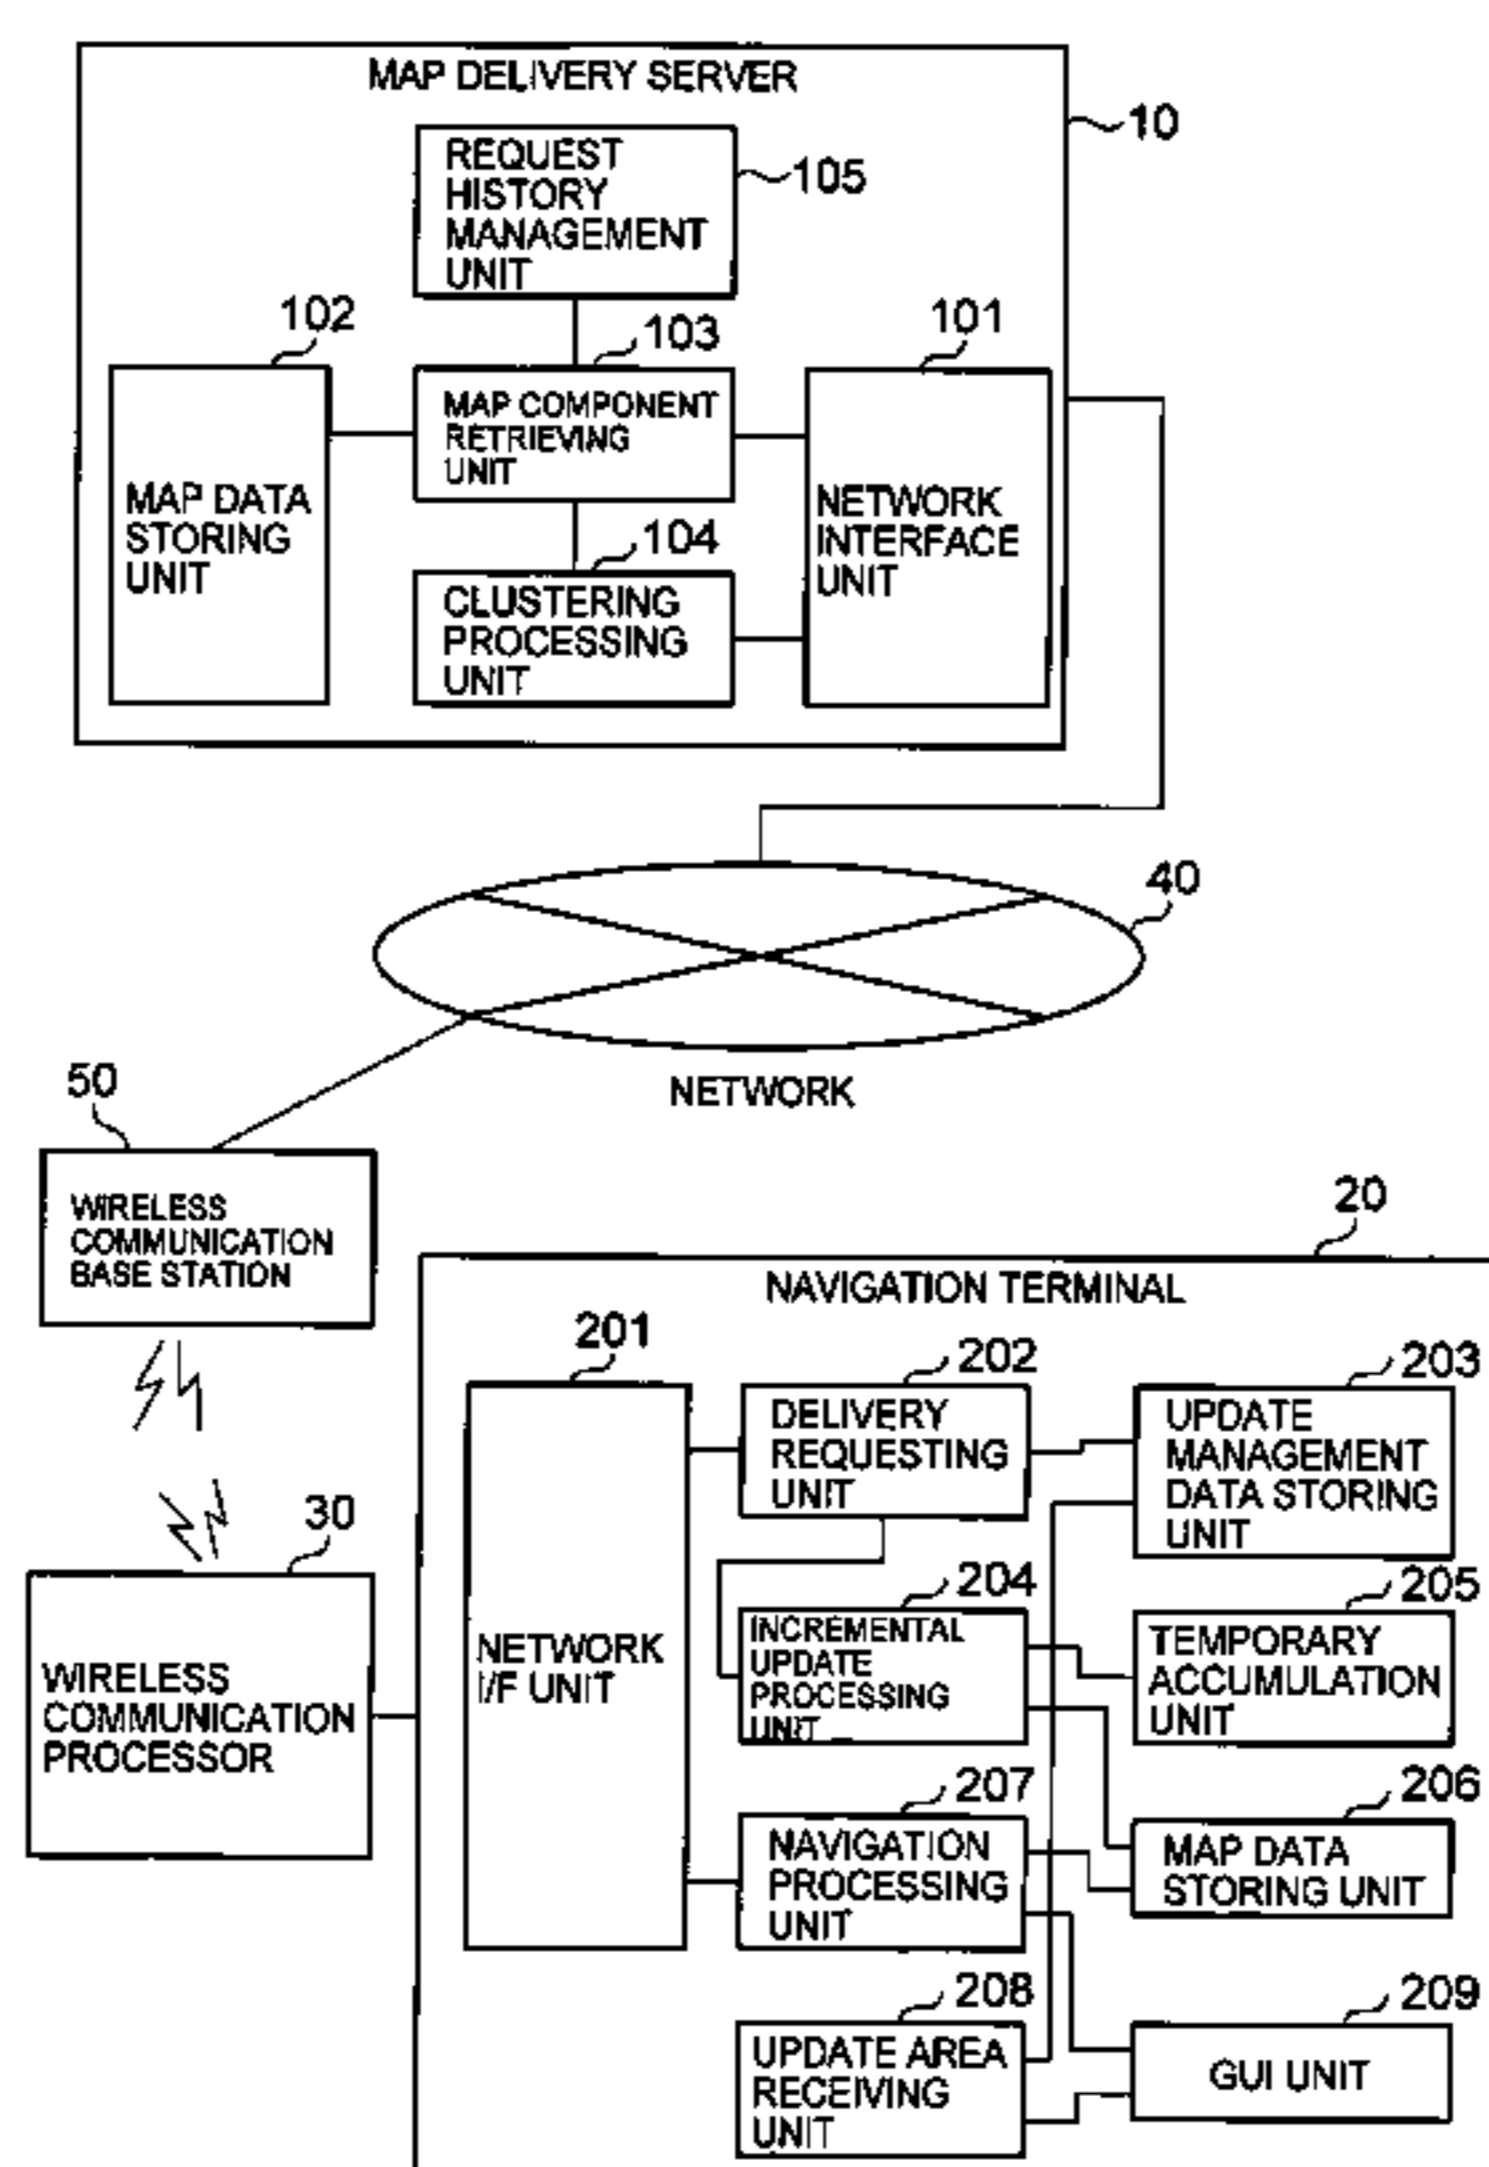 MAP DELIVERY SERVER
10
REQUEST
HISTORY
MANAGEMENT
UNIT
105
102
103
101
MAP DATA
STORING
UNIT
MAP COMPONENT
RETRIEVING
UNIT
NETWORK
INTERFACE
UNIT
104
CLUSTERING
PROCESSING
UNIT
40
NETWORK
50
WIRELESS
COMMUNICATION
BASE STATION
20
NAVIGATION TERMINAL
201
202
203
DELIVERY
REQUESTING
UNIT
UPDATE
MANAGEMENT
DATA STORING
UNIT
30
WIRELESS
COMMUNICATION
PROCESSOR
NETWORK
I/F UNIT
204
205
INCREMENTAL
UPDATE
PROCESSING
UNIT
TEMPORARY
ACCUMULATION
UNIT
207
206
NAVIGATION
PROCESSING
UNIT
MAP DATA
STORING UNIT
208
209
UPDATE AREA
RECEIVING
UNIT
GUI UNIT